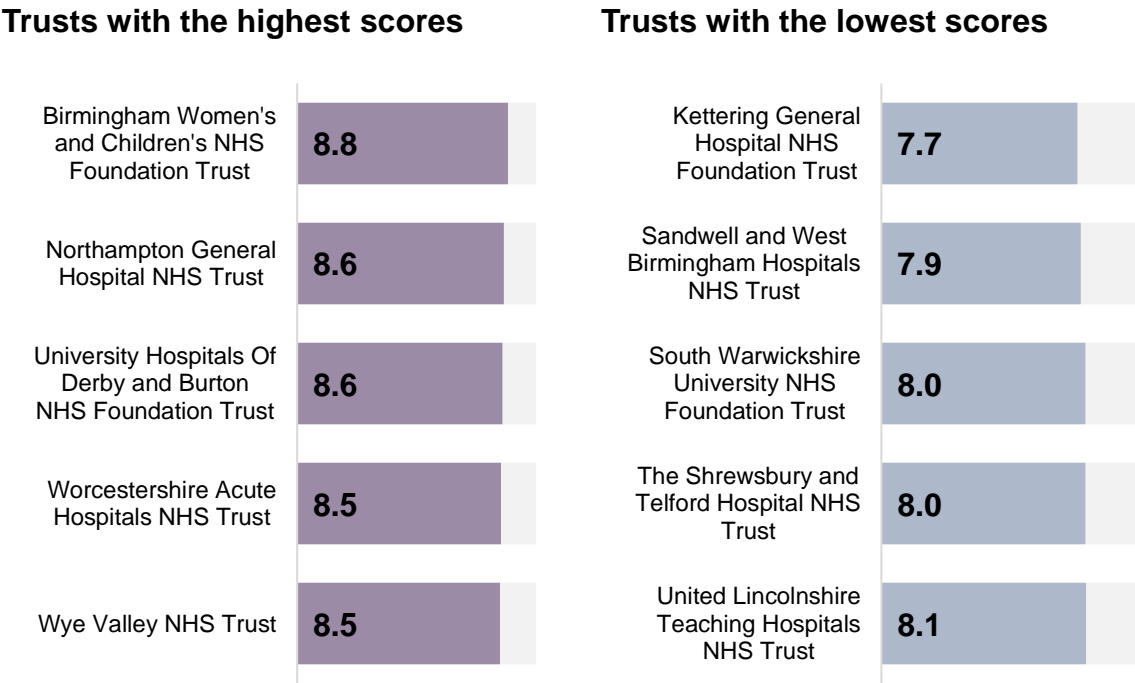 Trusts with the highest scores
Birmingham Women's
and Children's NHS
Foundation Trust
8.8
Northampton General
Hospital NHS Trust
8.6
University Hospitals Of
Derby and Burton
NHS Foundation Trust
8.6
Worcestershire Acute
Hospitals NHS Trust
8.5
Wye Valley NHS Trust
8.5
Trusts with the lowest scores
Kettering General
Hospital NHS
Foundation Trust
7.7
Sandwell and West
Birmingham Hospitals
NHS Trust
7.9
South Warwickshire
University NHS
Foundation Trust
8.0
The Shrewsbury and
Telford Hospital NHS
Trust
8.0
United Lincolnshire
Teaching Hospitals
NHS Trust
8.1